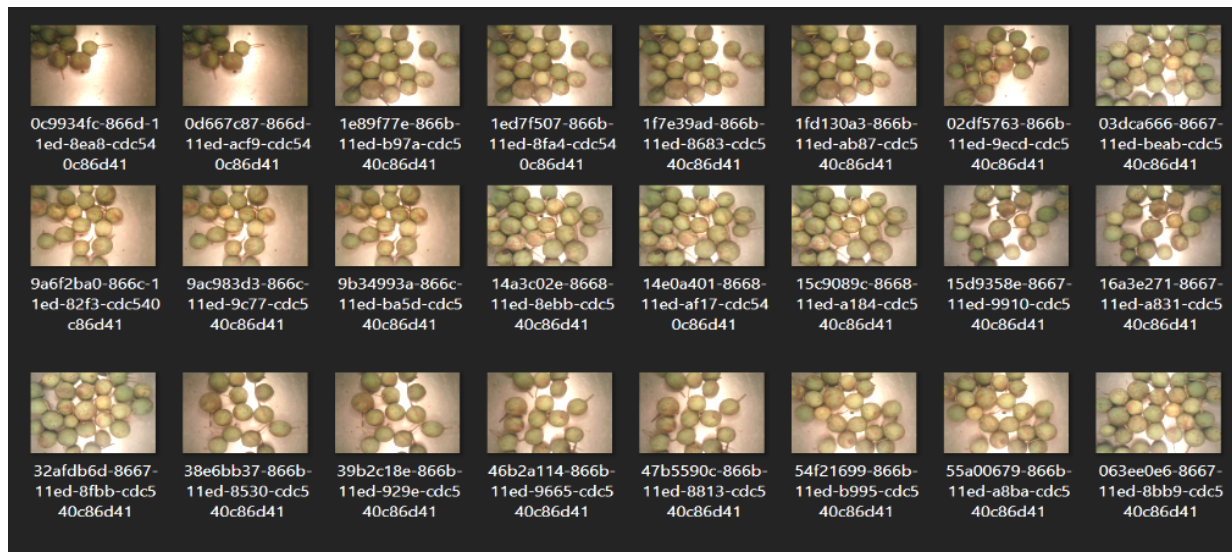 0c9934fc-866d-1 0d667c87-866d- 1e89f77e-866b- 1ed7f507-866b- 1f7e39ad-866b- 1fd130a3-866b- 02df5763-866b- 03dca666-8667-
1ed-8ea8-cdc54 11ed-acf9-cdc54 11ed-b97a-cdc5 11ed-8fa4-cdc54 11ed-8683-cdc5 11ed-ab87-cdc5 11ed-9ecd-cdc5 11ed-beab-cdc5
0c86d41 0c86d41 40c86d41 0c86d41 40c86d41 40c86d41 40c86d41 40c86d41
9a6f2ba0-866c-1 9ac983d3-866c- 9b34993a-866c- 14a3c02e-8668- 14e0a401-8668- 15c9089c-8668- 15d9358e-8667- 16a3e271-8667-
1ed-82f3-cdc540 11ed-9c77-cdc5 11ed-ba5d-cdc5 11ed-8ebb-cdc5 11ed-af17-cdc54 11ed-a184-cdc5 11ed-9910-cdc5 11ed-a831-cdc5
c86d41 40c86d41 40c86d41 40c86d41 0c86d41 40c86d41 40c86d41 40c86d41
32afdb6d-8667- 38e6bb37-866b- 39b2c18e-866b- 46b2a114-866b- 47b5590c-866b- 54f21699-866b- 55a00679-866b- 063ee0e6-8667-
11ed-8fbb-cdc5 11ed-8530-cdc5 11ed-929e-cdc5 11ed-9665-cdc5 11ed-8813-cdc5 11ed-b995-cdc5 11ed-a8ba-cdc5 11ed-8bb9-cdc5
40c86d41 40c86d41 40c86d41 40c86d41 40c86d41 40c86d41 40c86d41 40c86d41